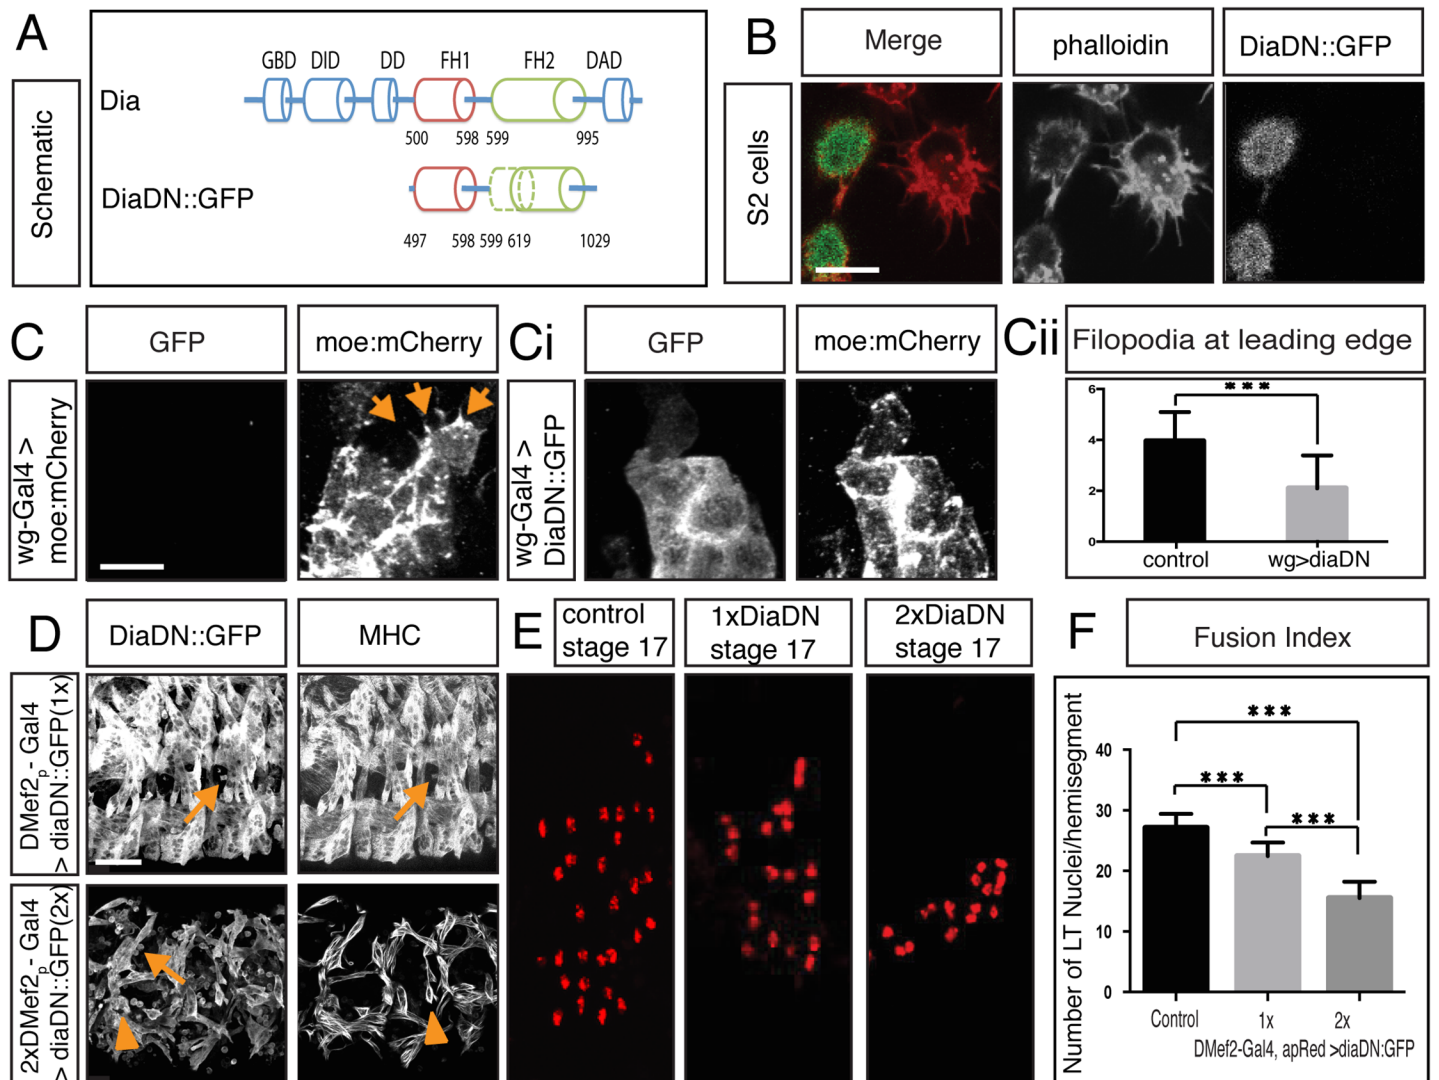 A
Schematic
GBD DID DD FH1 FH2 DAD
Dia
500 598 599 995
DiaDN::GFP
497 598 599 619 1029
B
Merge
phalloidin
DiaDN::GFP
S2 cells
C
GFP
moe:mCherry
wg-Gal4 >
moe:mCherry
Ci
GFP
moe:mCherry
wg-Gal4 >
DiaDN::GFP
Cii
Filopodia at leading edge
***
6
4
2
0
control wg>diaDN
D
DiaDN::GFP
MHC
DMef2p- Gal4
> diaDN::GFP(1x)
2xDMef2p- Gal4
> diaDN::GFP(2x)
E
control
stage 17
1xDiaDN
stage 17
2xDiaDN
stage 17
F
Fusion Index
Number of LT Nuclei/hemisegment
***
***
***
40
30
20
10
0
Control 1x 2x
DMef2-Gal4, apRed >diaDN:GFP